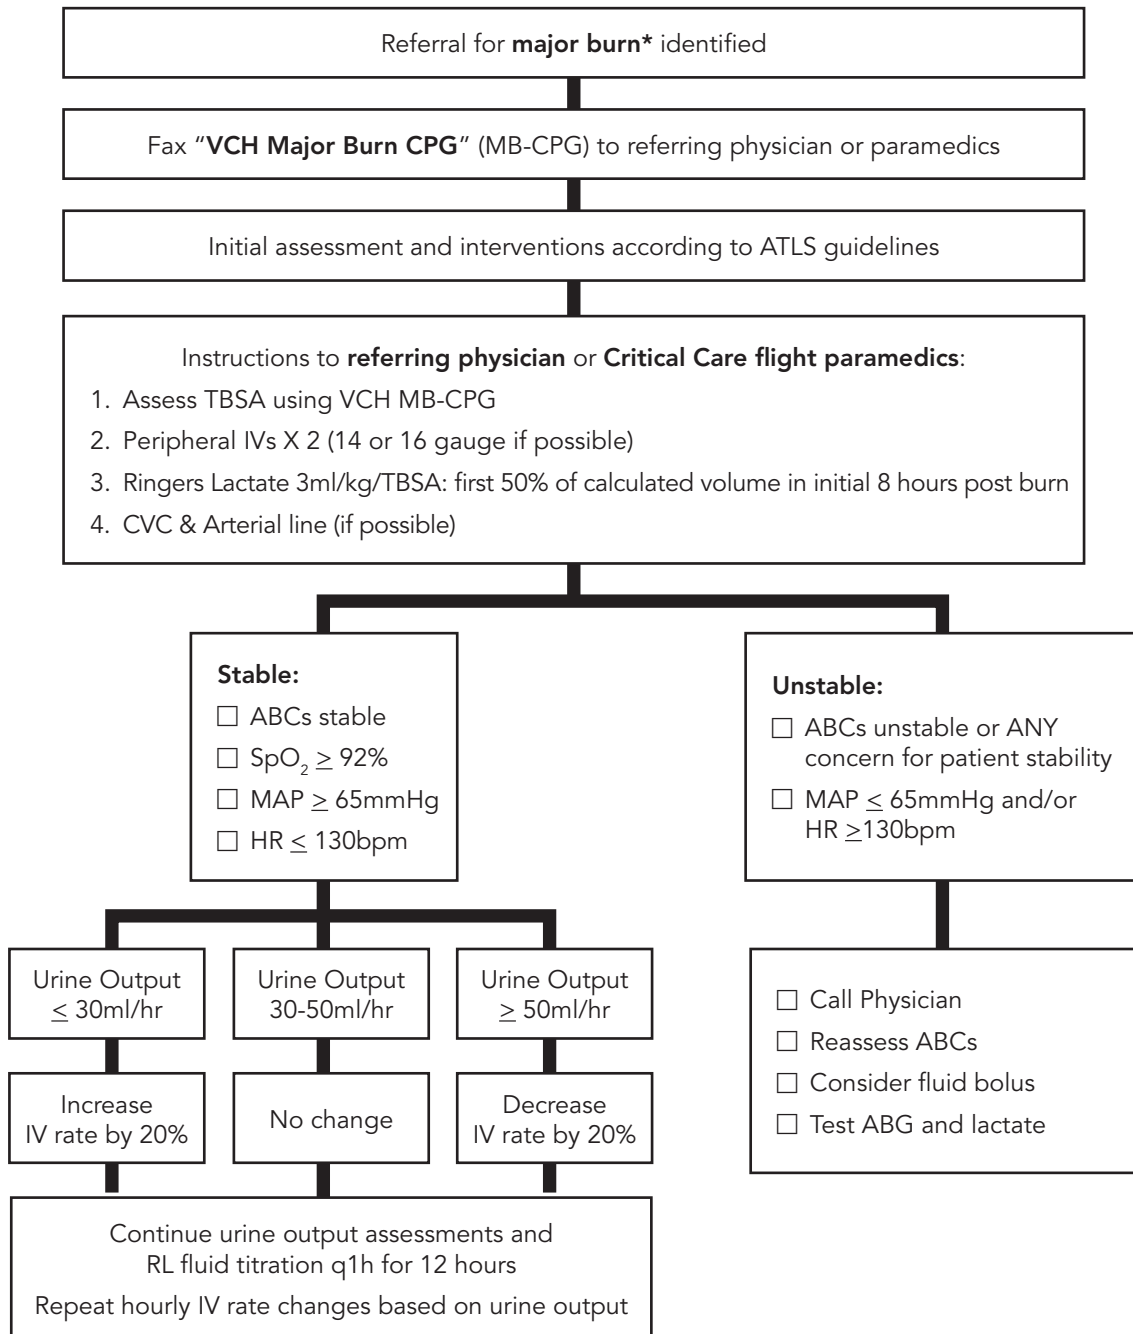 Referral for major burn* identified
Fax “VCH Major Burn CPG” (MB-CPG) to referring physician or paramedics
Initial assessment and interventions according to ATLS guidelines
Instructions to referring physician or Critical Care flight paramedics:
1. Assess TBSA using VCH MB-CPG
2. Peripheral IVs X 2 (14 or 16 gauge if possible)
3. Ringers Lactate 3ml/kg/TBSA: first 50% of calculated volume in initial 8 hours post burn
4. CVC & Arterial line (if possible)
Stable:
☐ ABCs stable
☐ SpO₂ ≥ 92%
☐ MAP ≥ 65mmHg
☐ HR ≤ 130bpm
Unstable:
☐ ABCs unstable or ANY
concern for patient stability
☐ MAP ≤ 65mmHg and/or
HR ≥130bpm
Urine Output
≤ 30ml/hr
Urine Output
30-50ml/hr
Urine Output
≥ 50ml/hr
Increase
IV rate by 20%
No change
Decrease
IV rate by 20%
☐ Call Physician
☐ Reassess ABCs
☐ Consider fluid bolus
☐ Test ABG and lactate
Continue urine output assessments and
RL fluid titration q1h for 12 hours
Repeat hourly IV rate changes based on urine output